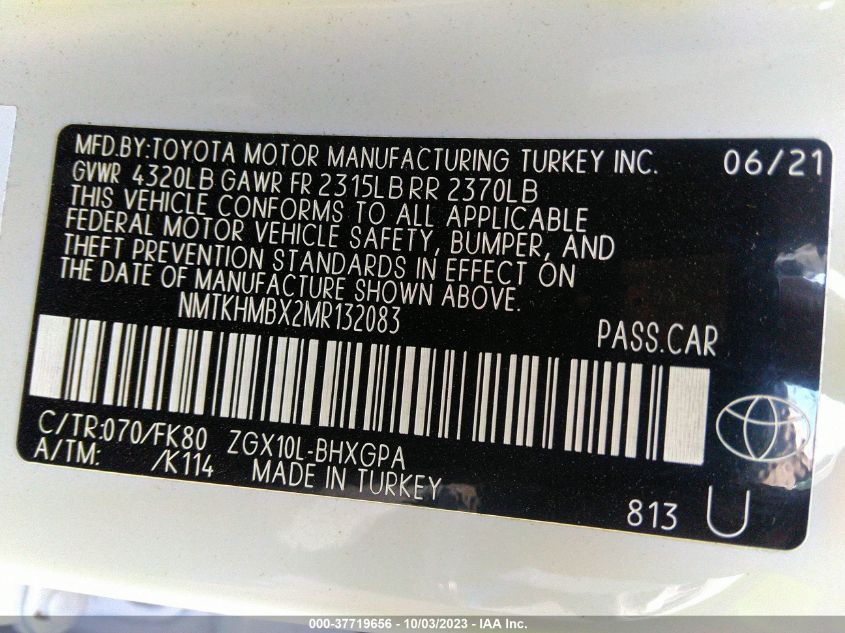 MFD.BY:TOYOTA MOTOR MANUFACTURING TURKEY INC. 06/21
GVWR 4320LB GAWR FR 2315LB RR 2370LB
THIS VEHICLE CONFORMS TO ALL APPLICABLE
FEDERAL MOTOR VEHICLE SAFETY, BUMPER, AND
THEFT PREVENTION STANDARDS IN EFFECT ON
THE DATE OF MANUFACTURE SHOWN ABOVE.
NMTKHMBX2MR132083 PASS.CAR
C/TR:070/FK80 ZGX10L-BHXGPA
A/TM: /K114 MADE IN TURKEY
813 U
000-37719656 - 10/03/2023 - IAA Inc.